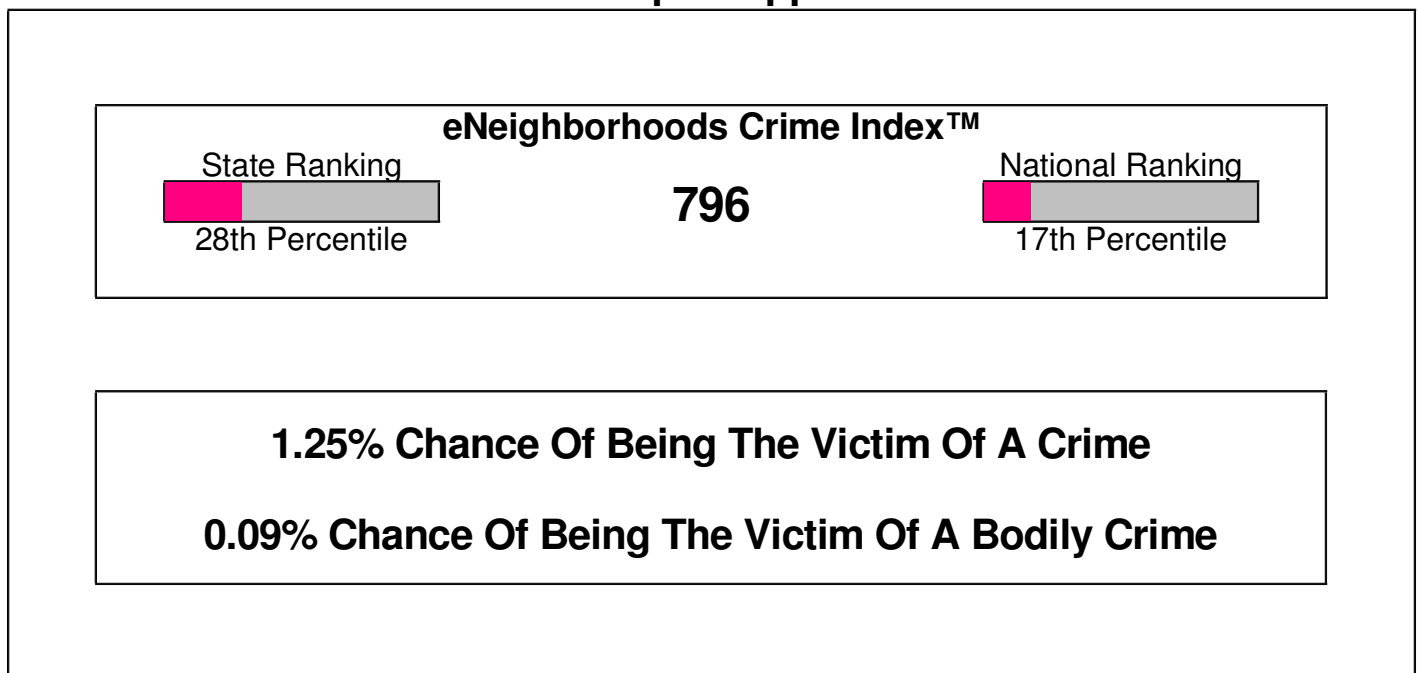 eNeighborhoods Crime Index™
State Ranking
796
National Ranking
28th Percentile
17th Percentile
1.25% Chance Of Being The Victim Of A Crime
0.09% Chance Of Being The Victim Of A Bodily Crime